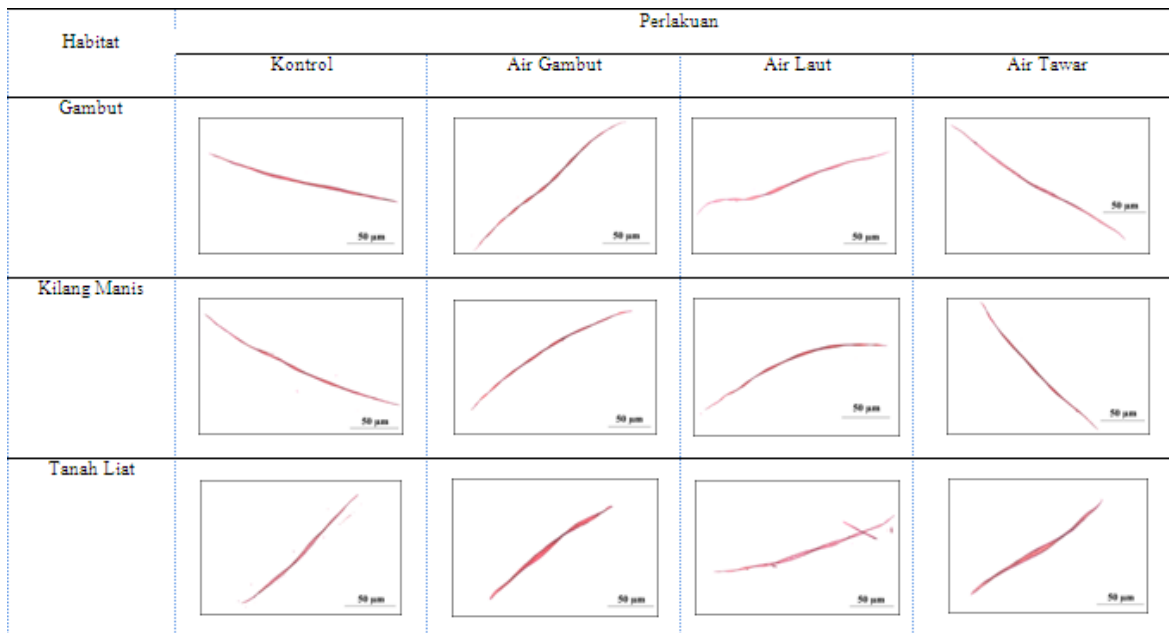 Habitat
Perlakuan
Kontrol
Air Gambut
Air Laut
Air Tawar
Gambut
50 µm
50 µm
50 µm
50 µm
Kilang Manis
50 µm
50 µm
50 µm
50 µm
Tanah Liat
50 µm
50 µm
50 µm
50 µm